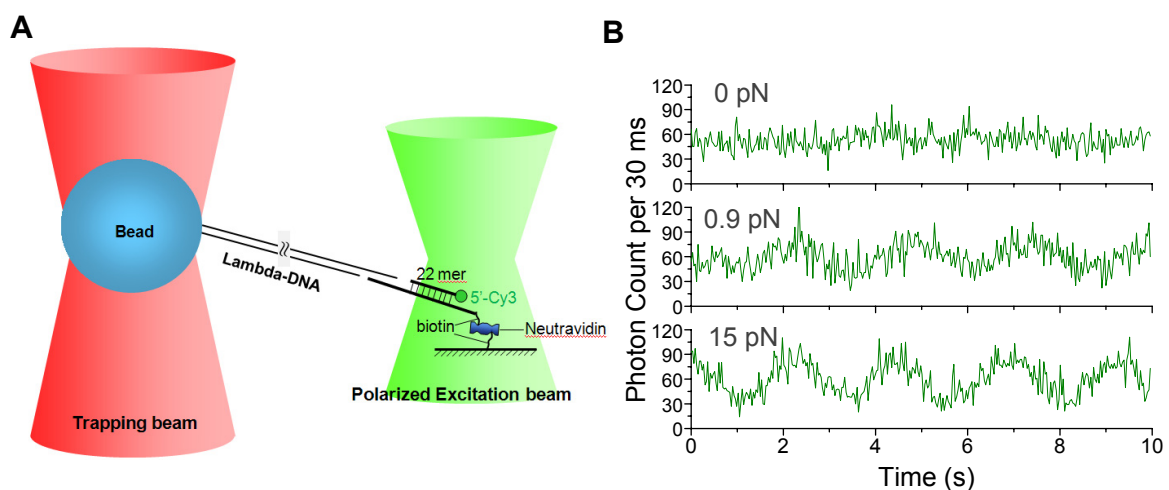 A
Bead
Lambda-DNA
22 mer
5'-Cy3
biotin
Neutravidin
Polarized Excitation beam
Trapping beam
B
Photon Count per 30 ms
120
90
60
30
0
0 pN
120
90
60
30
0
0.9 pN
120
90
60
30
0
15 pN
0 2 4 6 8 10
Time (s)